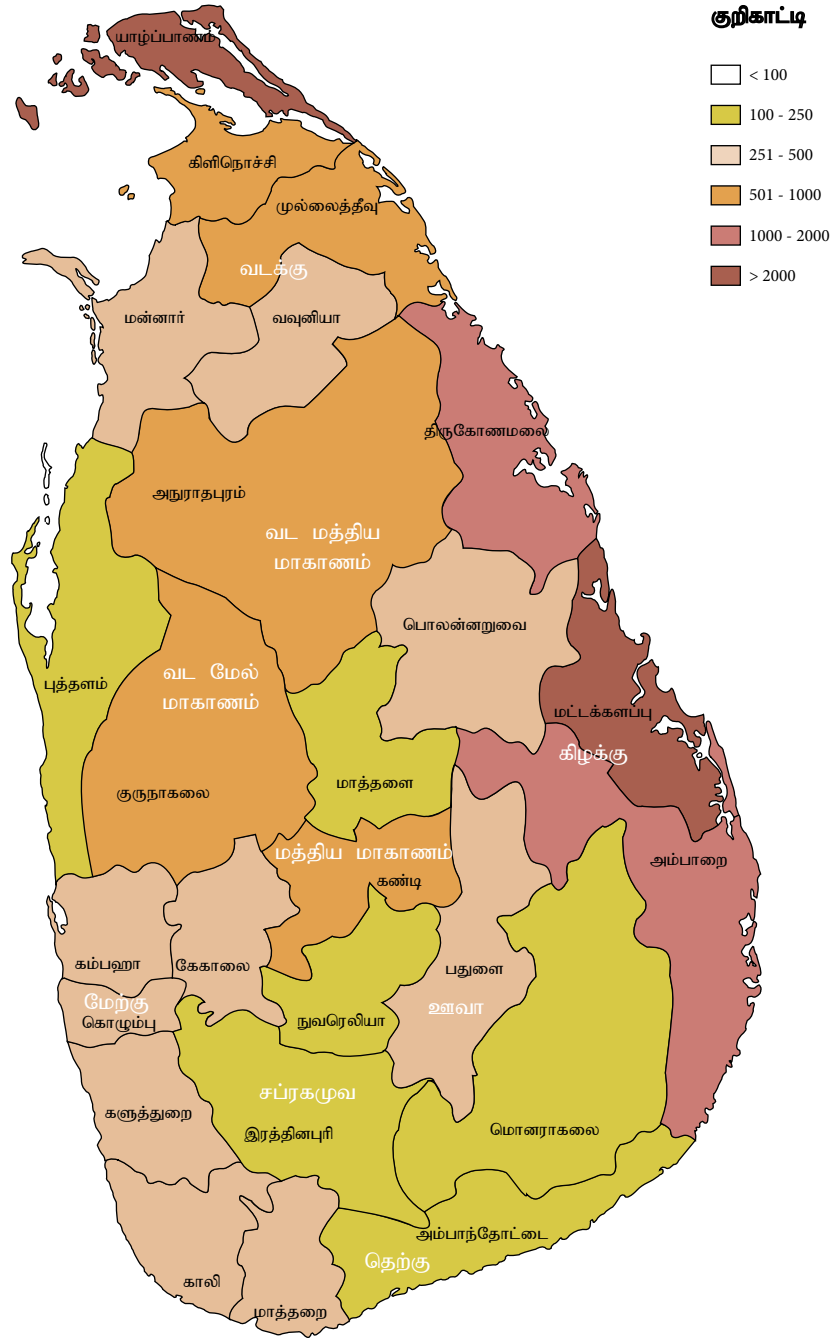 குறிகாட்டி
< 100
100 - 250
251 - 500
501 - 1000
1000 - 2000
> 2000
யாழ்ப்பாணம்
கிளிநொச்சி
முல்லைத்தீவு
வடக்கு
மன்னார்
வவுனியா
திருகோணமலை
அநுராதபுரம்
வட மத்திய
மாகாணம்
பொலன்னறுவை
புத்தளம்
வட மேல்
மாகாணம்
மட்டக்களப்பு
கிழக்கு
குருநாகலை
மாத்தளை
மத்திய மாகாணம்
கண்டி
அம்பாறை
கம்பஹா
கேகாலை
பதுளை
மேற்கு
கொழும்பு
நுவரெலியா
ஊவா
சப்ரகமுவ
களுத்துறை
இரத்தினபுரி
மொனராகலை
அம்பாந்தோட்டை
தெற்கு
காலி
மாத்தறை